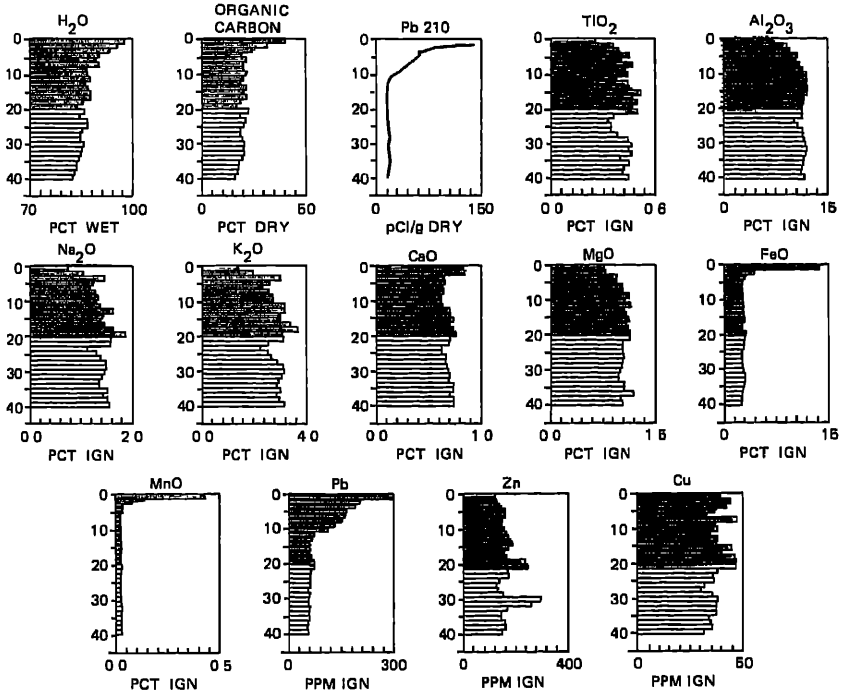 H₂O ORGANIC CARBON Pb 210 TiO₂ Al₂O₃
0 0 0 0 0
10 10 10 10 10
20 20 20 20 20
30 30 30 30 30
40 40 40 40 40
70 100 0 50 0 150 0 0 0 6 0 15
PCT WET PCT DRY pCi/g DRY PCT IGN PCT IGN
Na₂O K₂O CaO MgO FeO
0 0 0 0 0
10 10 10 10 10
20 20 20 20 20
30 30 30 30 30
40 40 40 40 40
0 0 2 0 0 0 4 0 0 0 1 0 0 0 1 5 0 15
PCT IGN PCT IGN PCT IGN PCT IGN PCT IGN
MnO Pb Zn Cu
0 0 0 0
10 10 10 10
20 20 20 20
30 30 30 30
40 40 40 40
0 0 0 5 0 300 0 400 0 50
PCT IGN PPM IGN PPM IGN PPM IGN